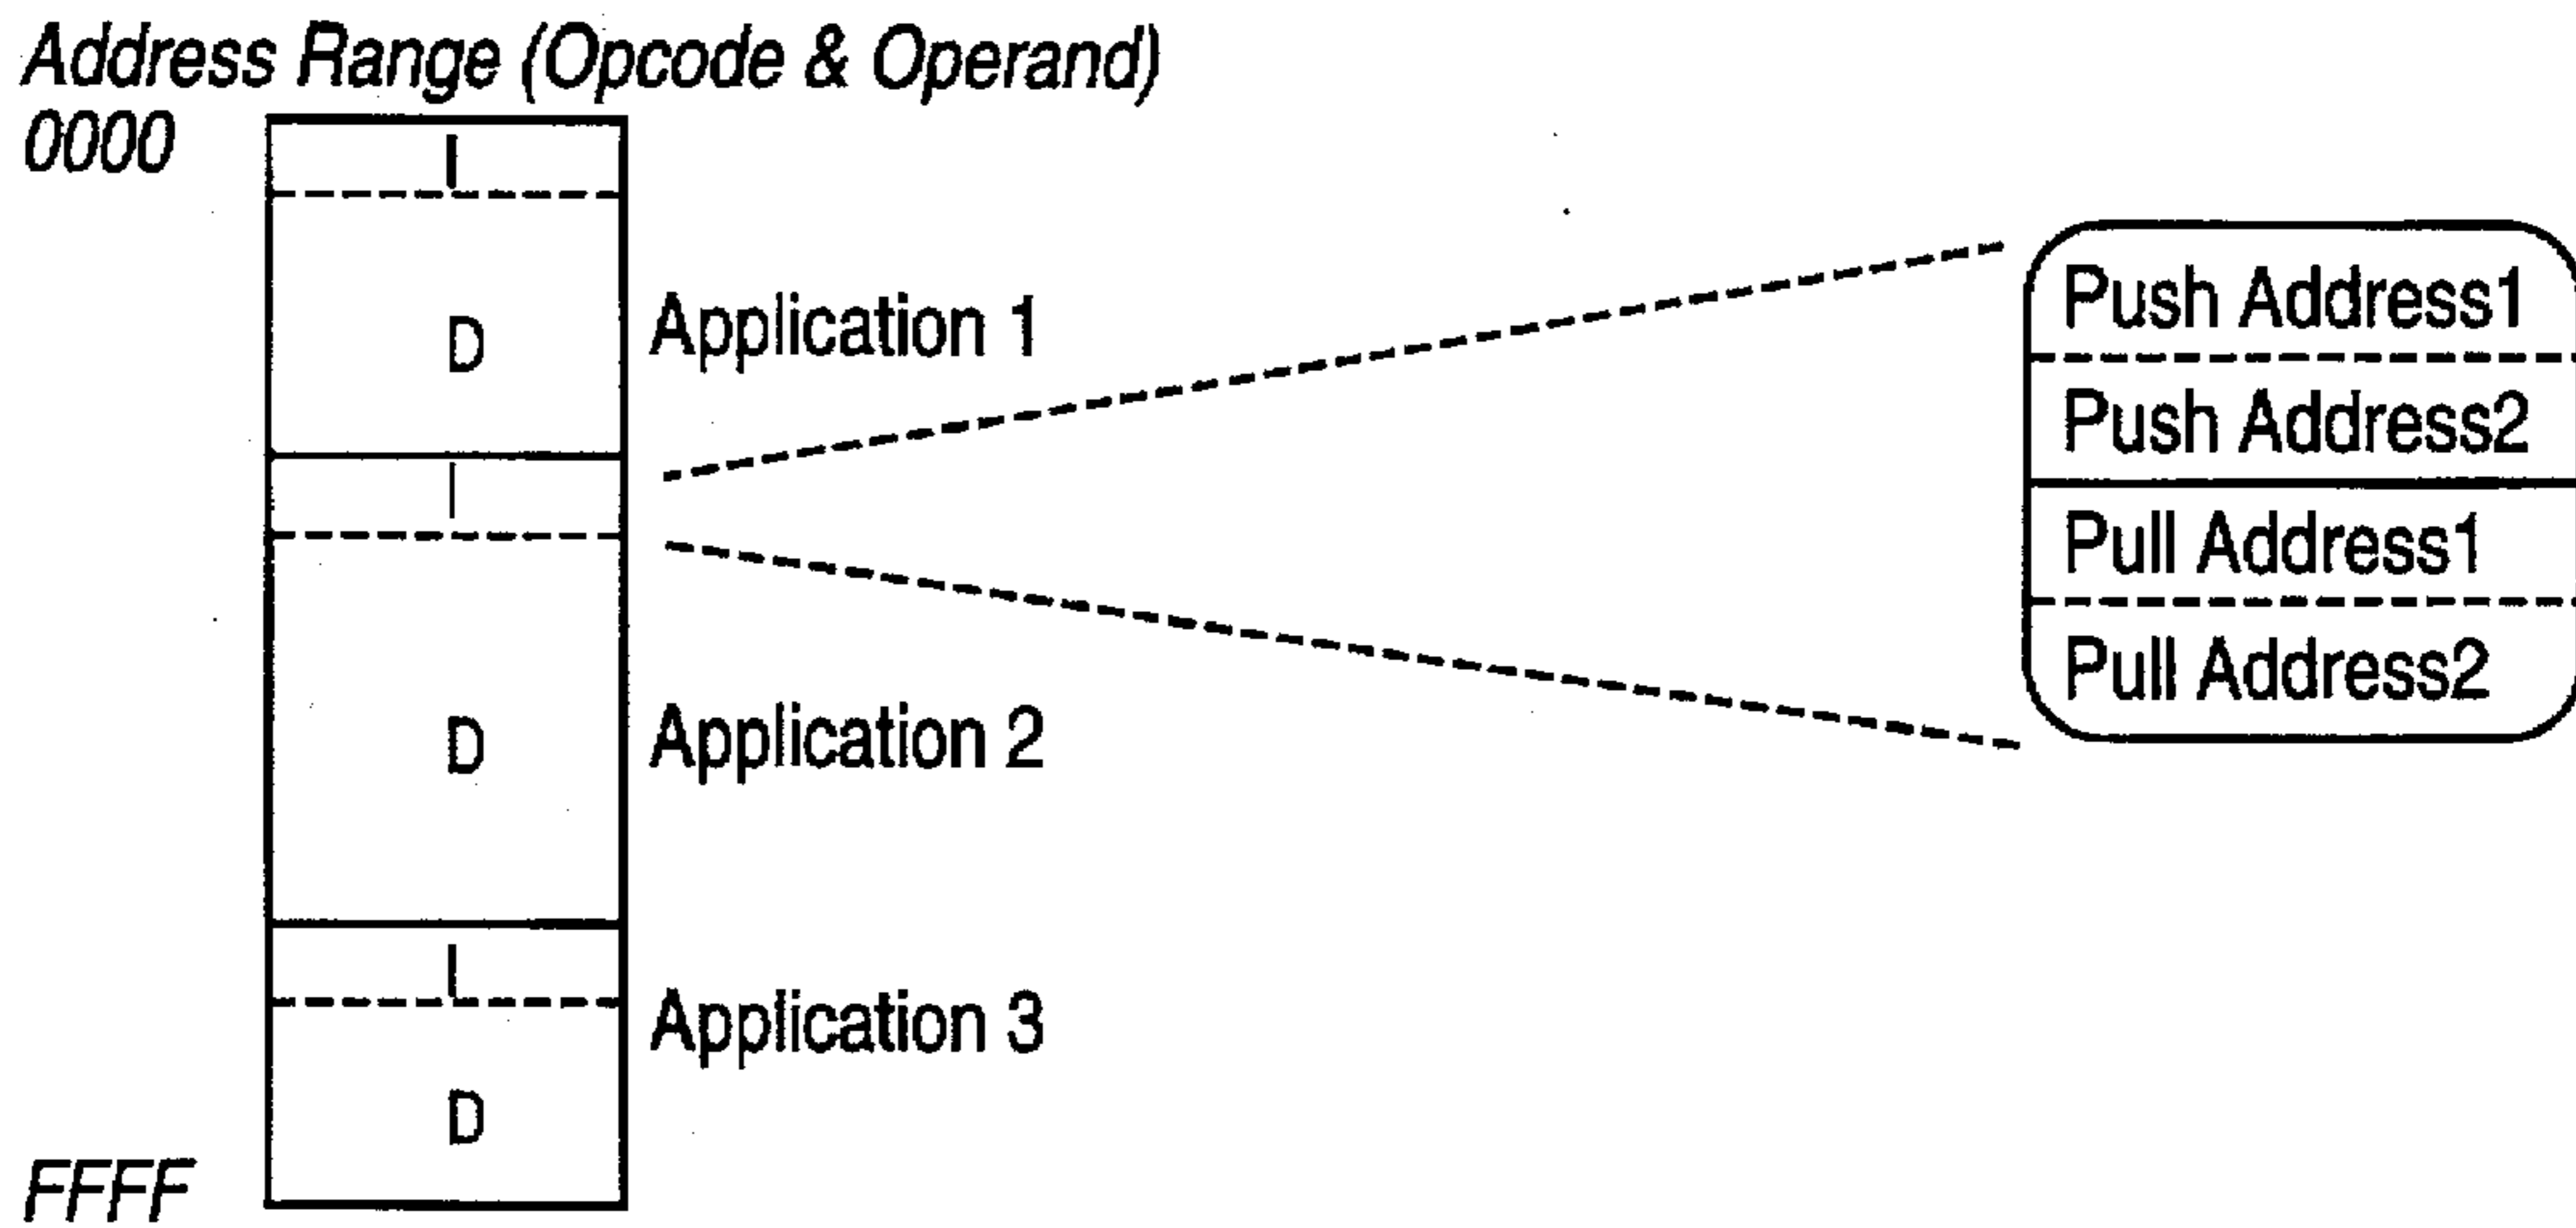 Address Range (Opcode & Operand)
0000
I
D
Application 1
I
D
Application 2
I
D
Application 3
FFFF
Push Address1
Push Address2
Pull Address1
Pull Address2